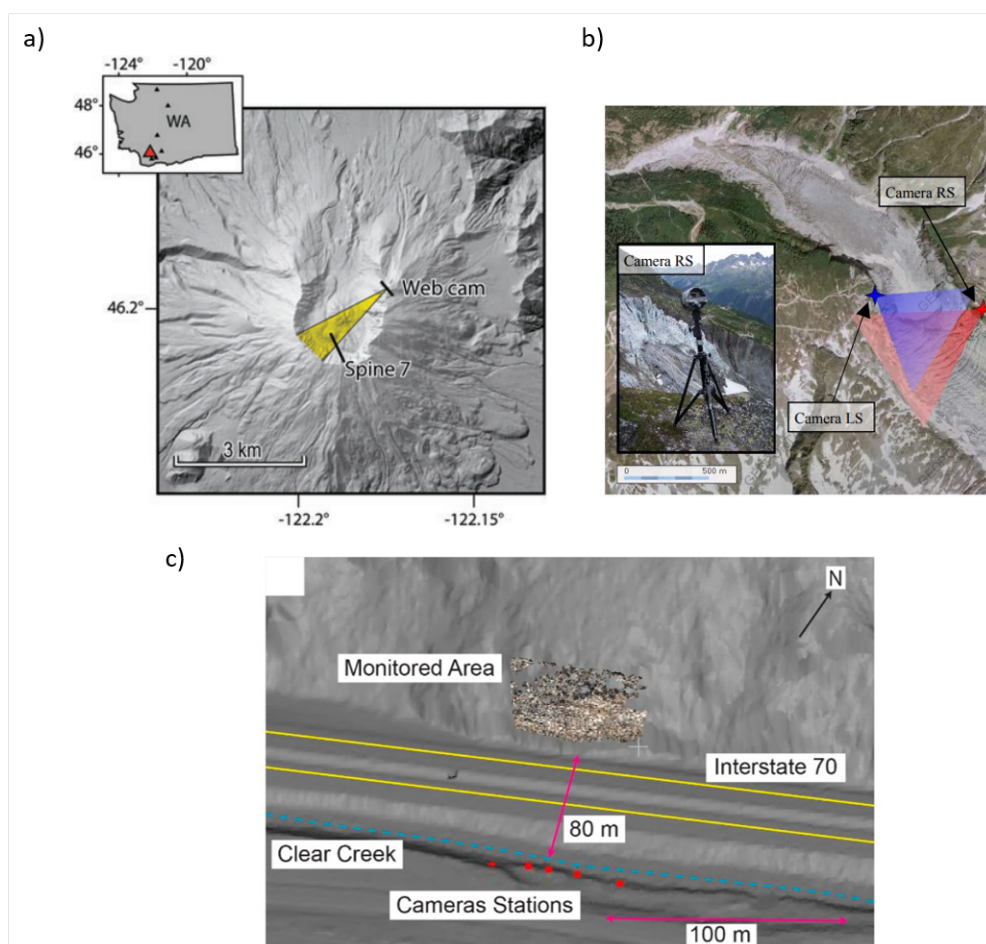 a)
-124°
-120°
48°
46°
WA
46.2°
Web cam
Spine 7
3 km
-122.2°
-122.15°
b)
Camera RS
Camera RS
Camera LS
0
500 m
c)
N
Monitored Area
Interstate 70
80 m
Clear Creek
Cameras Stations
100 m